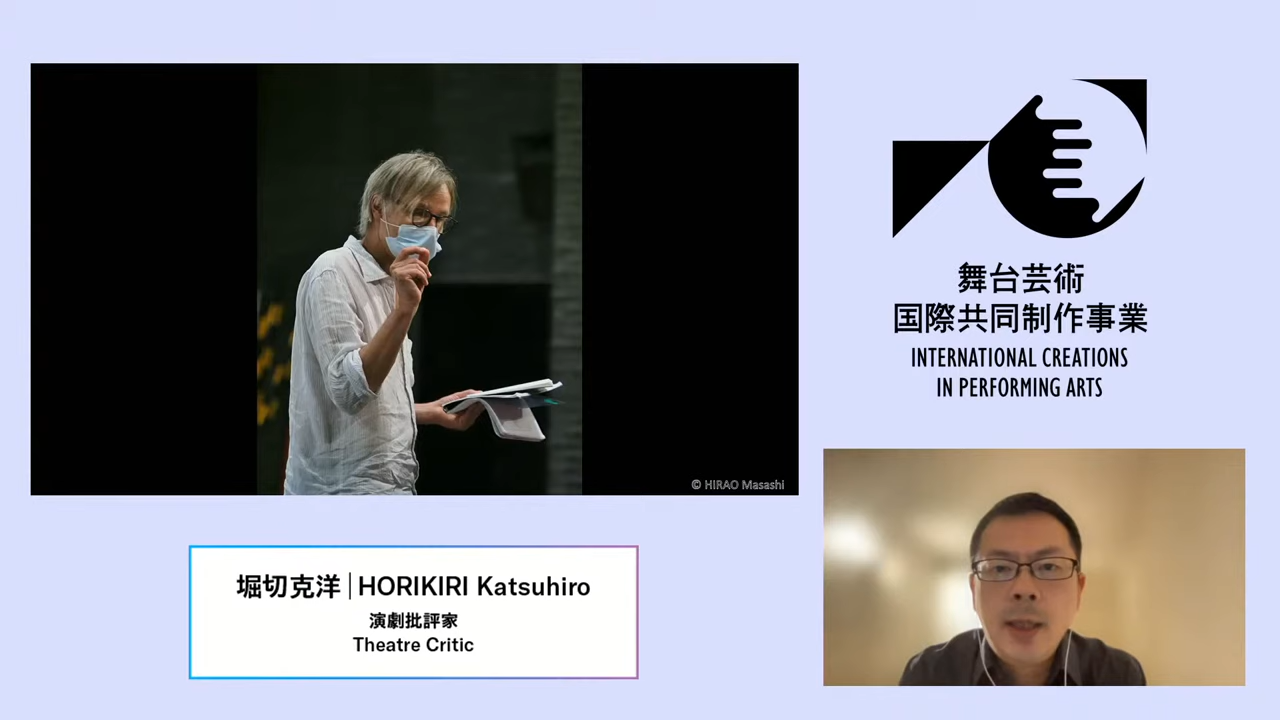 © HIRAO Masashi
堀切克洋 | HORIKIRI Katsuhiro
演劇批評家
Theatre Critic
舞台芸術
国際共同制作事業
INTERNATIONAL CREATIONS
IN PERFORMING ARTS